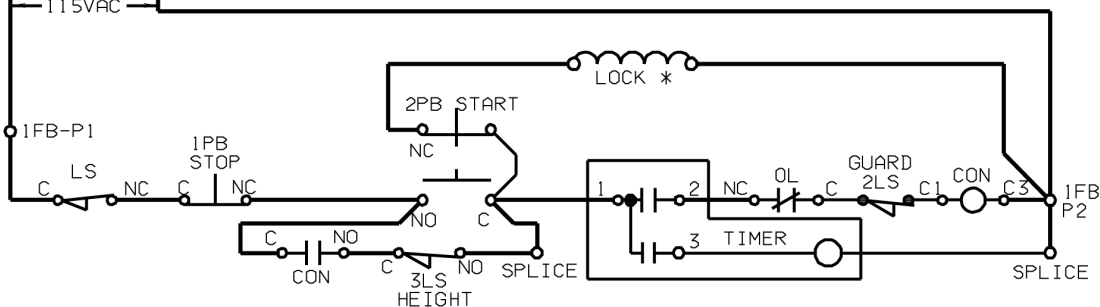 115VAC
LOCK *
2PB START
1FB-P1
NC
1PB
STOP
LS
GUARD
2LS
OL
CON
C NC C NC
1 2 NC C C1 C3
1FB
P2
NO C
C NO
CON
C NO
3LS
HEIGHT
SPLICE
3 TIMER
SPLICE